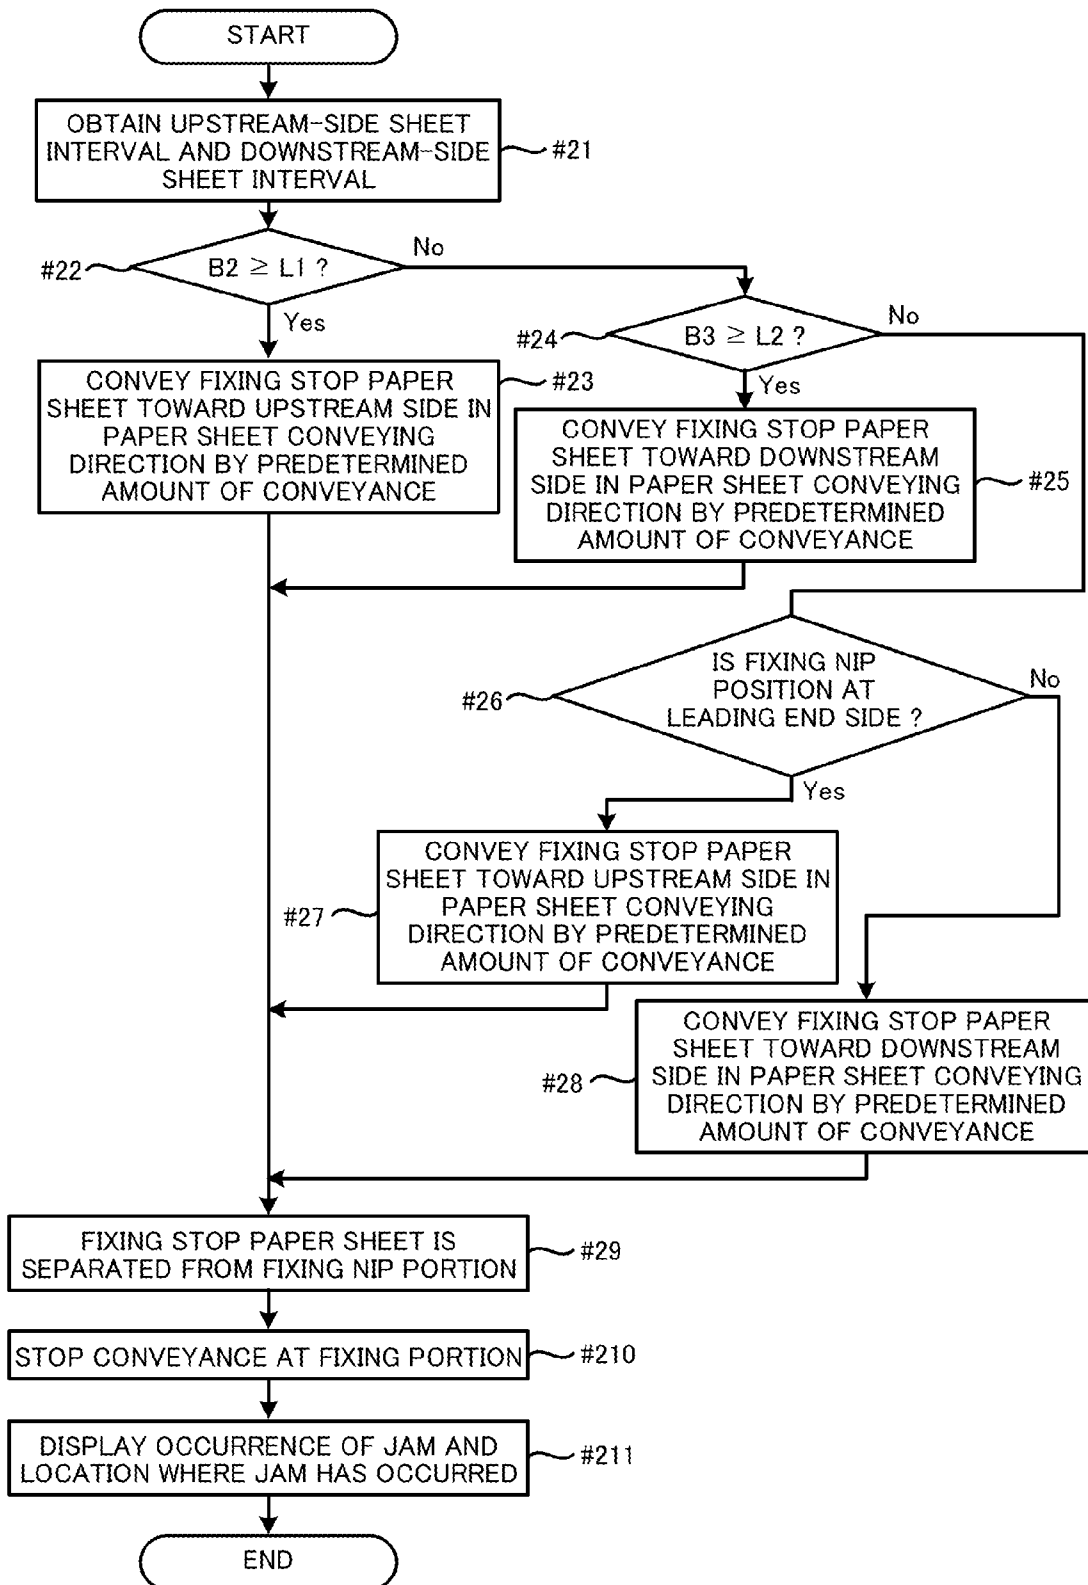 START
OBTAIN UPSTREAM-SIDE SHEET
INTERVAL AND DOWNSTREAM-SIDE
SHEET INTERVAL
#21
#22
B2 ≥ L1 ?
No
Yes
#24
B3 ≥ L2 ?
No
Yes
CONVEY FIXING STOP PAPER
SHEET TOWARD UPSTREAM SIDE IN
PAPER SHEET CONVEYING
DIRECTION BY PREDETERMINED
AMOUNT OF CONVEYANCE
#23
CONVEY FIXING STOP PAPER
SHEET TOWARD DOWNSTREAM
SIDE IN PAPER SHEET CONVEYING
DIRECTION BY PREDETERMINED
AMOUNT OF CONVEYANCE
#25
#26
IS FIXING NIP
POSITION AT
LEADING END SIDE ?
No
Yes
#27
CONVEY FIXING STOP PAPER
SHEET TOWARD UPSTREAM SIDE IN
PAPER SHEET CONVEYING
DIRECTION BY PREDETERMINED
AMOUNT OF CONVEYANCE
#28
CONVEY FIXING STOP PAPER
SHEET TOWARD DOWNSTREAM
SIDE IN PAPER SHEET CONVEYING
DIRECTION BY PREDETERMINED
AMOUNT OF CONVEYANCE
FIXING STOP PAPER SHEET IS
SEPARATED FROM FIXING NIP PORTION
#29
STOP CONVEYANCE AT FIXING PORTION
#210
DISPLAY OCCURRENCE OF JAM AND
LOCATION WHERE JAM HAS OCCURRED
#211
END